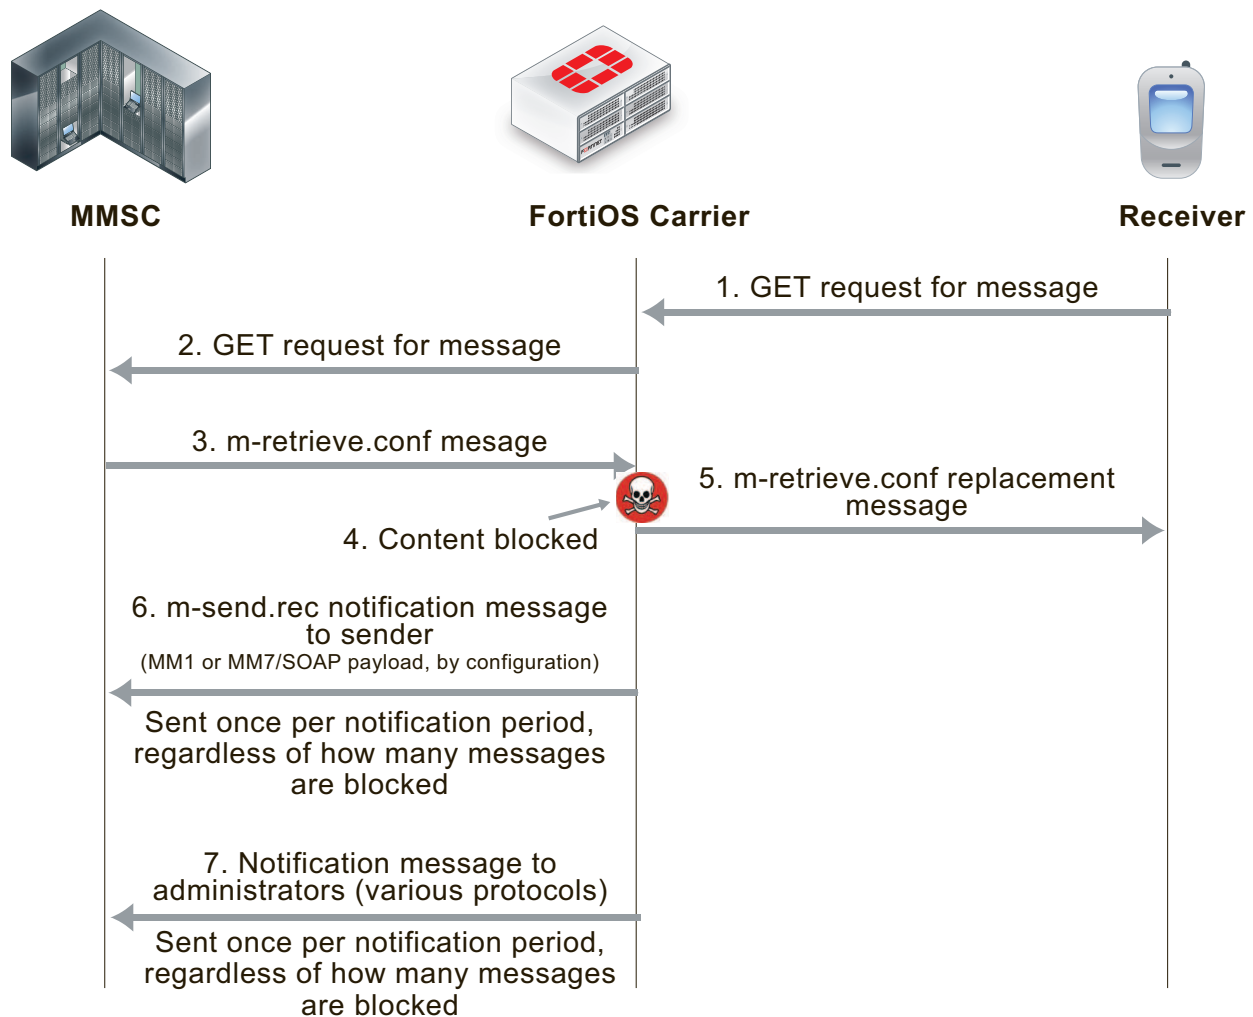 MMSC
FortiOS Carrier
Receiver
1. GET request for message
2. GET request for message
3. m-retrieve.conf mesage
4. Content blocked
5. m-retrieve.conf replacement
message
6. m-send.rec notification message
to sender
(MM1 or MM7/SOAP payload, by configuration)
Sent once per notification period,
regardless of how many messages
are blocked
7. Notification message to
administrators (various protocols)
Sent once per notification period,
regardless of how many messages
are blocked